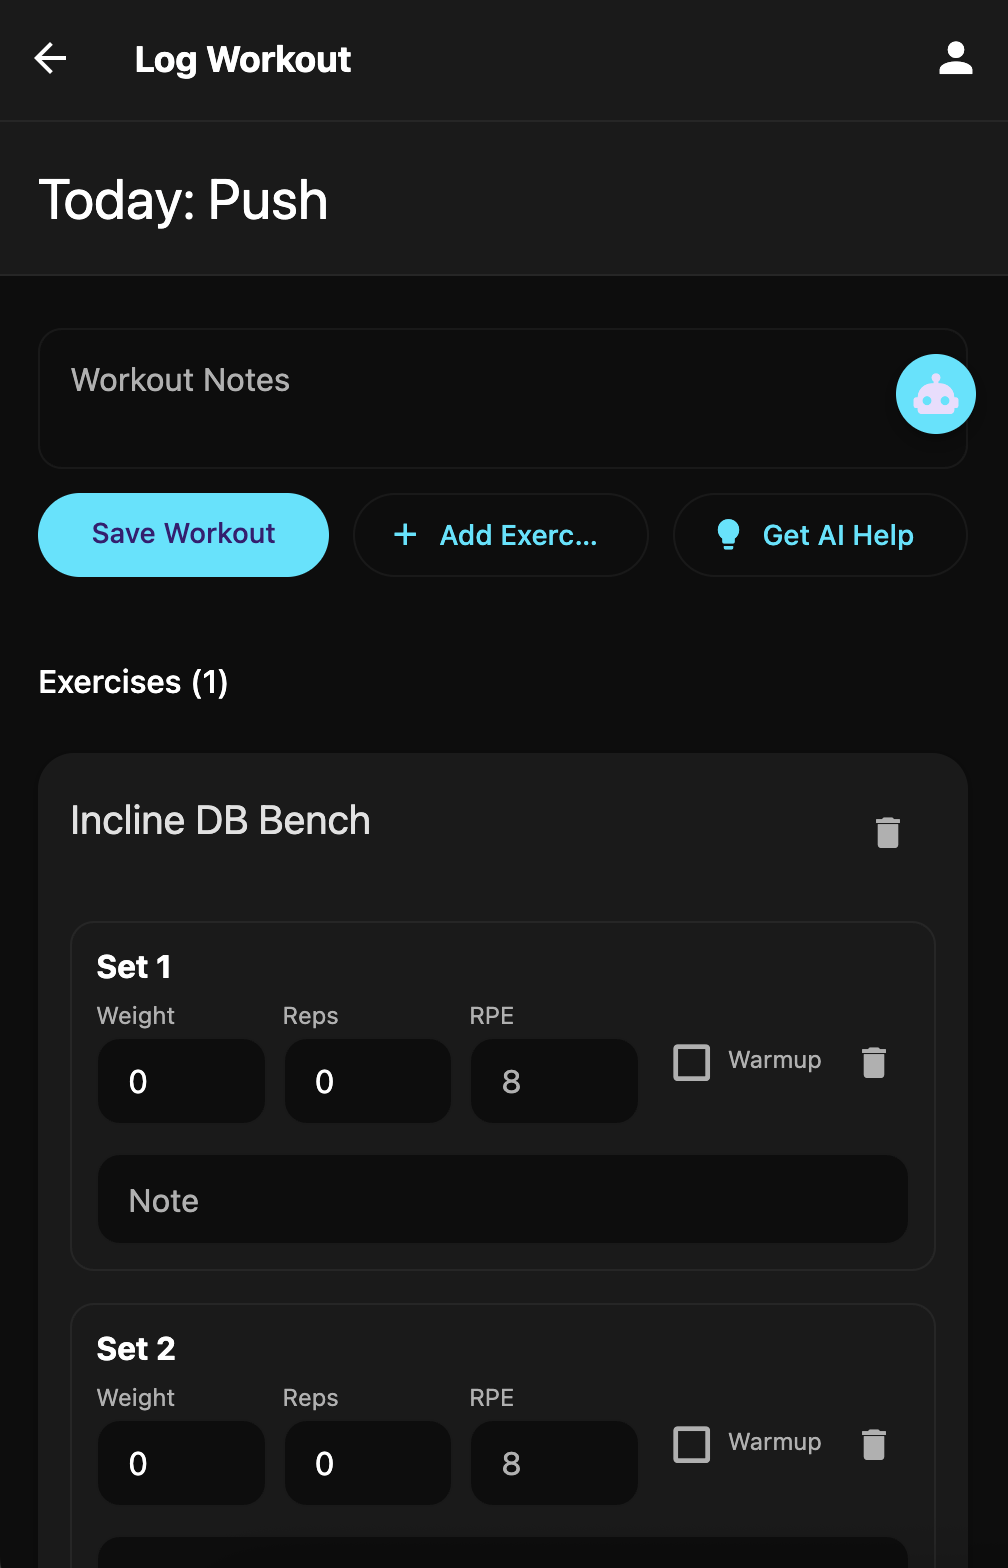 Log Workout
Today: Push
Workout Notes
Save Workout
+ Add Exerc...
Get AI Help
Exercises (1)
Incline DB Bench
Set 1
Weight Reps RPE
0 0 8 Warmup
Note
Set 2
Weight Reps RPE
0 0 8 Warmup